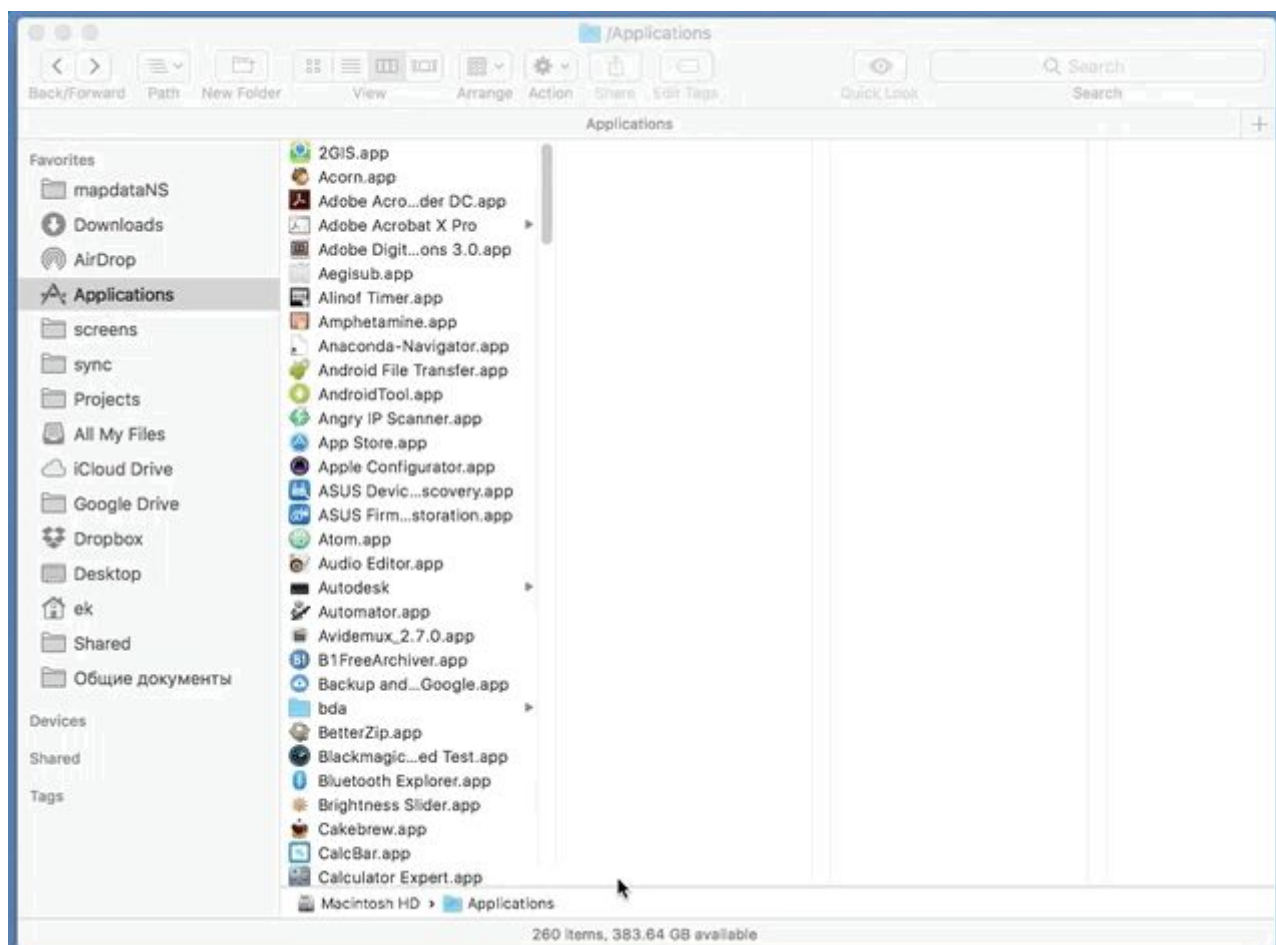 /Applications
Back/Forward Path New Folder View Arrange Action Share Edit Tags Quick Look Search
Search
Applications
Favorites
mapdataNS
Downloads
AirDrop
Applications
screens
sync
Projects
All My Files
iCloud Drive
Google Drive
Dropbox
Desktop
ek
Shared
Общие документы
Devices
Shared
Tags
2GIS.app
Acorn.app
Adobe Acro...der DC.app
Adobe Acrobat X Pro
Adobe Digit...ons 3.0.app
Aegisub.app
Alinof Timer.app
Amphetamine.app
Anaconda-Navigator.app
Android File Transfer.app
AndroidTool.app
Angry IP Scanner.app
App Store.app
Apple Configurator.app
ASUS Devic...scovery.app
ASUS Firm...storation.app
Atom.app
Audio Editor.app
Autodesk
Automator.app
Avidemux_2.7.0.app
B1FreeArchiver.app
Backup and...Google.app
bda
BetterZip.app
Blackmagic...ed Test.app
Bluetooth Explorer.app
Brightness Slider.app
Cakebrew.app
CalcBar.app
Calculator Expert.app
Macintosh HD › Applications
260 items, 383.64 GB available